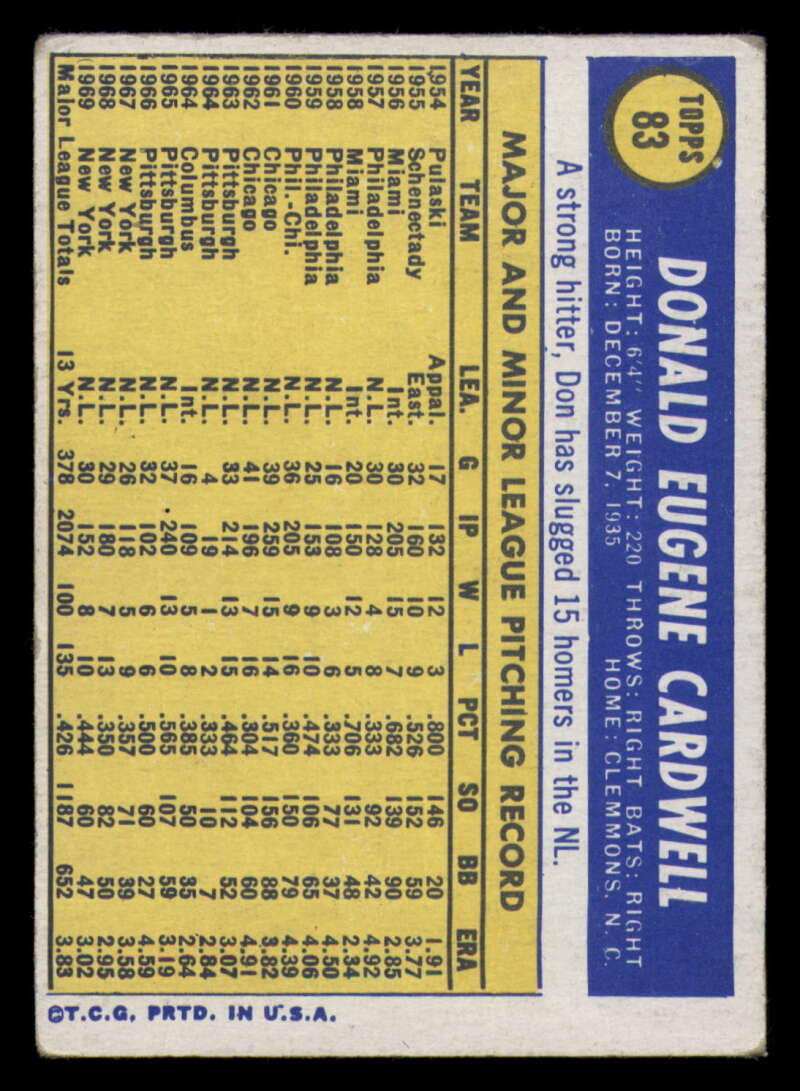 TOPPS
83
DONALD EUGENE CARDWELL
HEIGHT: 6'4" WEIGHT: 220 THROWS: RIGHT BATS: RIGHT
BORN: DECEMBER 7, 1935 HOME: CLEMMONS, N. C.
A strong hitter, Don has slugged 15 homers in the NL.
MAJOR AND MINOR LEAGUE PITCHING RECORD
YEAR TEAM LEA. G IP W L PCT SO BB ERA
1954 Pulaski Appal. 17 132 12 3 .800 146 20 1.91
1955 Schenectady East. 32 160 10 9 .526 152 59 3.77
1956 Miami Int. 30 205 15 7 .682 139 90 2.85
1957 Philadelphia N.L. 30 128 4 8 .333 92 42 4.92
1958 Miami Int. 20 150 12 5 .706 131 48 2.34
1958 Philadelphia N.L. 16 108 3 6 .333 77 37 4.50
1959 Philadelphia N.L. 25 153 9 10 .474 106 65 4.06
1960 Phil.-Chi. N.L. 36 205 9 16 .360 150 79 4.39
1961 Chicago N.L. 39 259 15 14 .517 156 88 3.82
1962 Chicago N.L. 41 196 7 16 .304 104 60 4.91
1963 Pittsburgh N.L. 33 214 13 15 .464 112 52 3.07
1964 Pittsburgh N.L. 4 19 1 2 .333 10 7 2.84
1964 Columbus Int. 16 109 5 8 .385 50 35 2.64
1965 Pittsburgh N.L. 37 240 13 10 .565 107 59 3.19
1966 Pittsburgh N.L. 32 102 6 6 .500 60 27 4.59
1967 New York N.L. 26 118 5 9 .357 71 39 3.58
1968 New York N.L. 29 180 7 13 .350 82 50 2.95
1969 New York N.L. 30 152 8 10 .444 60 47 3.02
Major League Totals 13 Yrs. 378 2074 100 135 .426 1187 652 3.83
©T.C.G. PRTD. IN U.S.A.